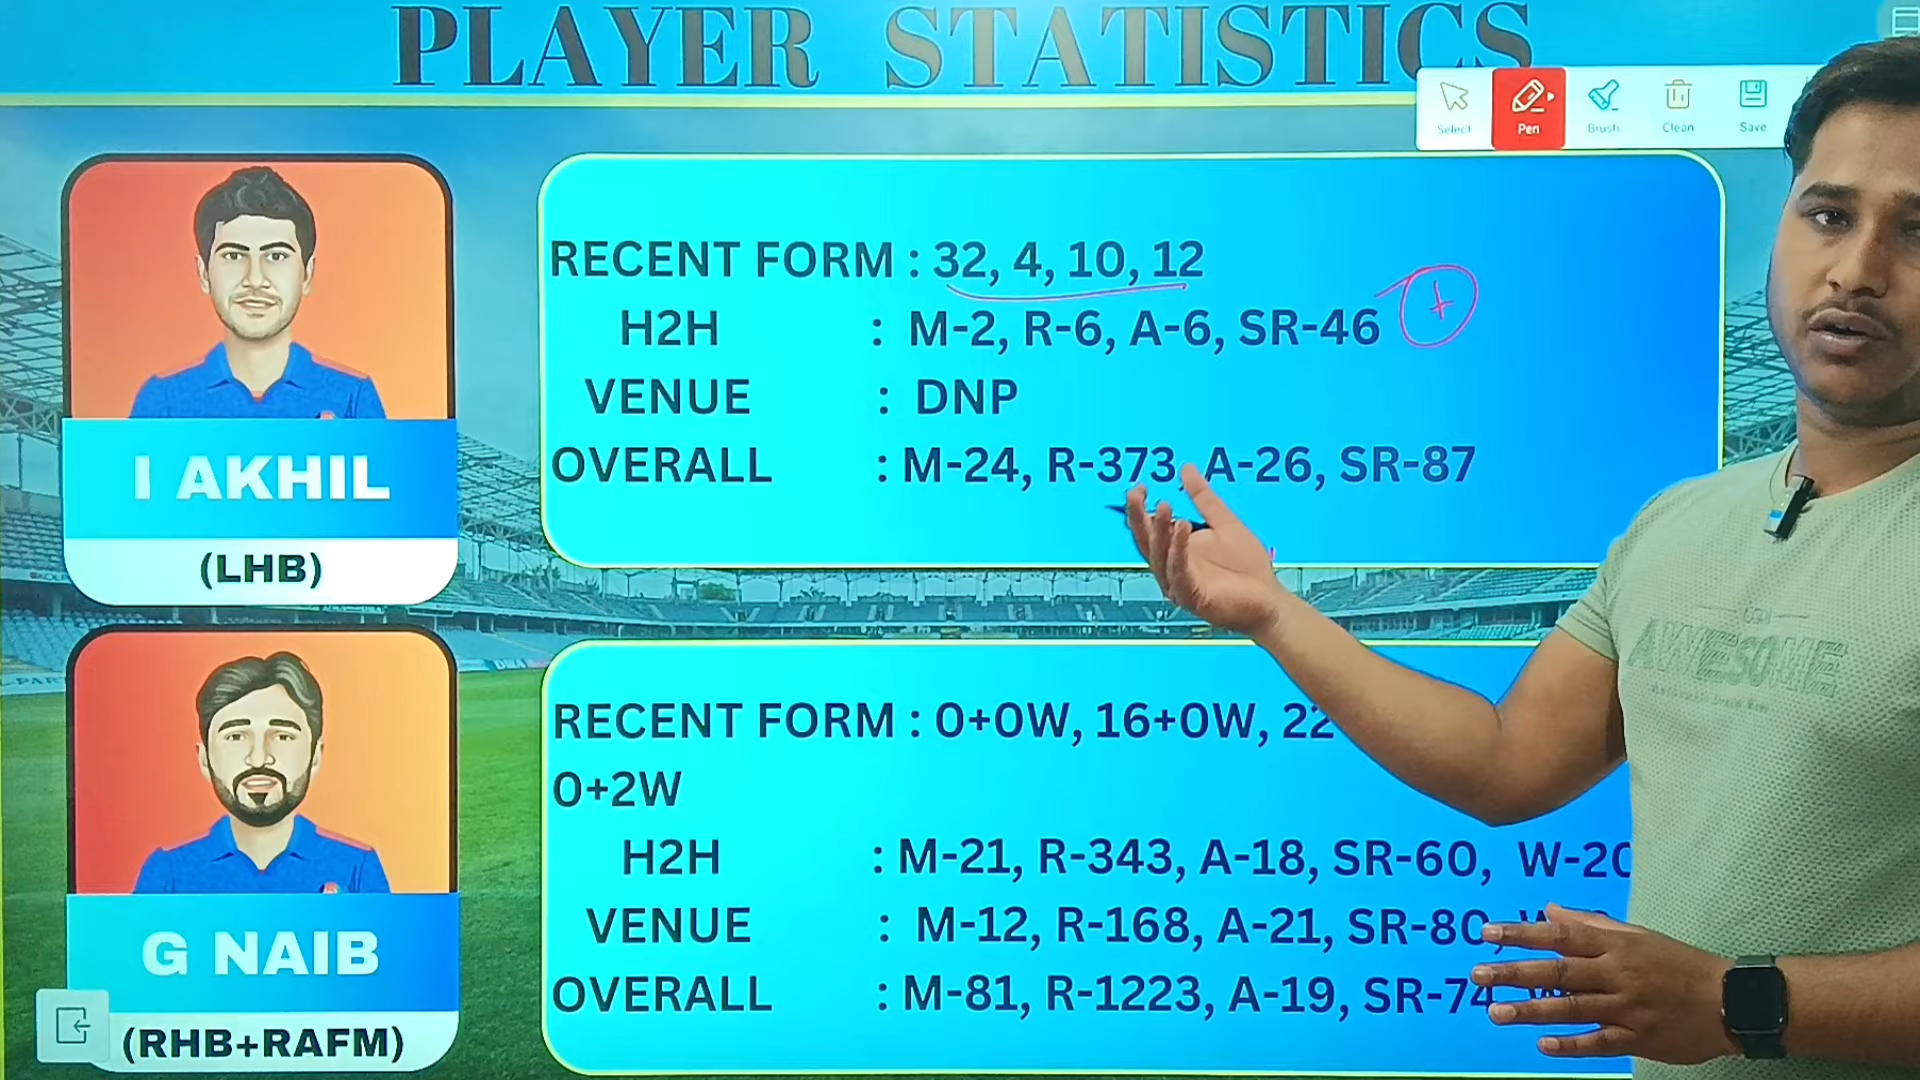 PLAYER STATISTICS
Select Pen Brush Clean Save
I AKHIL
(LHB)
RECENT FORM : 32, 4, 10, 12
H2H : M-2, R-6, A-6, SR-46 +
VENUE : DNP
OVERALL : M-24, R-373, A-26, SR-87
G NAIB
(RHB+RAFM)
RECENT FORM : 0+0W, 16+0W, 22
0+2W
H2H : M-21, R-343, A-18, SR-60, W-20
VENUE : M-12, R-168, A-21, SR-80,
OVERALL : M-81, R-1223, A-19, SR-74
AWESOME